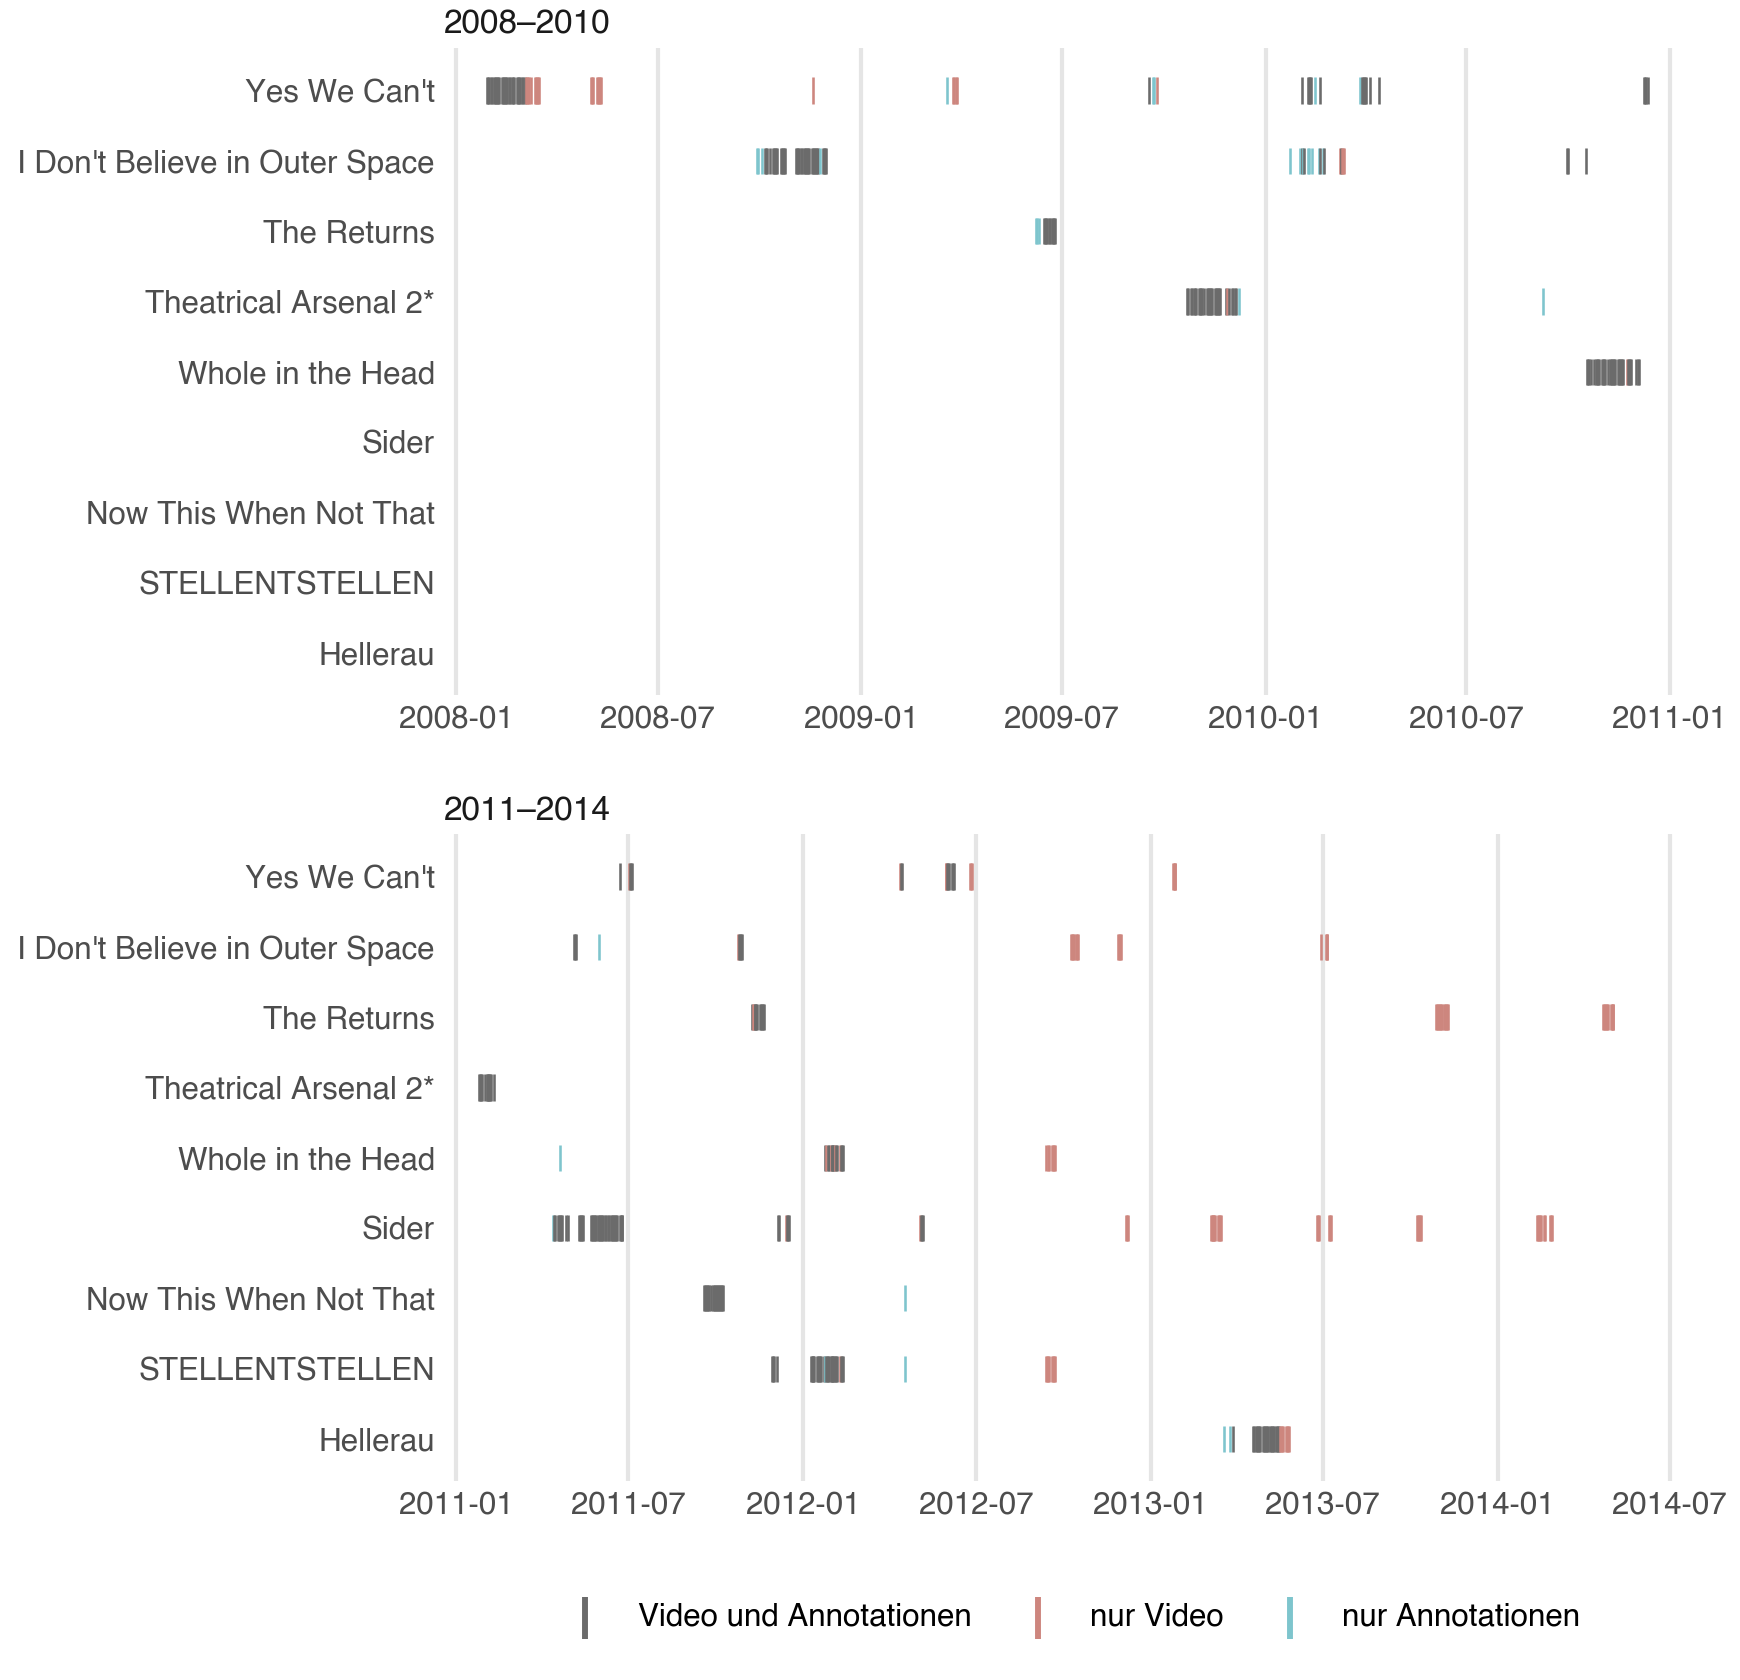 2008–2010
Yes We Can't
I Don't Believe in Outer Space
The Returns
Theatrical Arsenal 2*
Whole in the Head
Sider
Now This When Not That
STELLENTSTELLEN
Hellerau
2008-01 2008-07 2009-01 2009-07 2010-01 2010-07 2011-01
2011–2014
Yes We Can't
I Don't Believe in Outer Space
The Returns
Theatrical Arsenal 2*
Whole in the Head
Sider
Now This When Not That
STELLENTSTELLEN
Hellerau
2011-01 2011-07 2012-01 2012-07 2013-01 2013-07 2014-01 2014-07
Video und Annotationen nur Video nur Annotationen